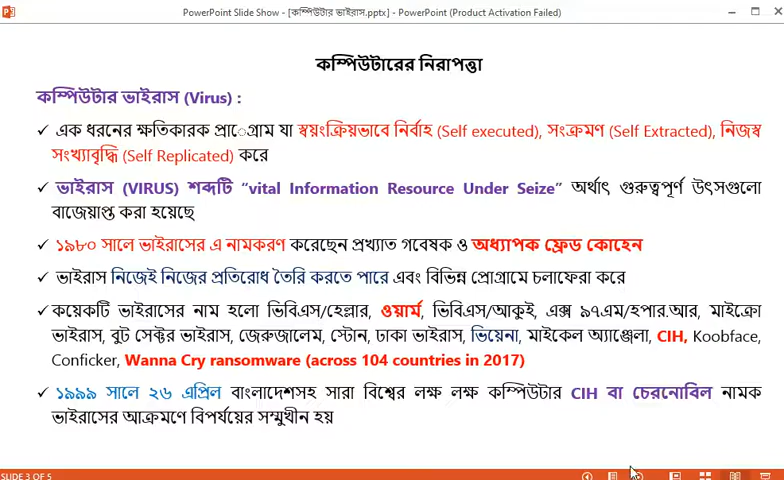 PowerPoint Slide Show - [কম্পিউটার ভাইরাস.pptx] - PowerPoint (Product Activation Failed)
কম্পিউটারের নিরাপত্তা
কম্পিউটার ভাইরাস (Virus) :
✓ এক ধরনের ক্ষতিকারক প্রােগ্রাম যা স্বয়ংক্রিয়ভাবে নির্বাহ (Self executed), সংক্রমণ (Self Extracted), নিজস্ব
সংখ্যাবৃদ্ধি (Self Replicated) করে
✓ ভাইরাস (VIRUS) শব্দটি “vital Information Resource Under Seize” অর্থাৎ গুরুত্বপূর্ণ উৎসগুলো
বাজেয়াপ্ত করা হয়েছে
✓ ১৯৮০ সালে ভাইরাসের এ নামকরণ করেছেন প্রখ্যাত গবেষক ও অধ্যাপক ফ্রেড কোহেন
✓ ভাইরাস নিজেই নিজের প্রতিরোধ তৈরি করতে পারে এবং বিভিন্ন প্রোগ্রামে চলাফেরা করে
✓ কয়েকটি ভাইরাসের নাম হলো ভিবিএস/হেল্লার, ওয়ার্ম, ভিবিএস/আকুই, এক্স ৯৭এম/হপার.আর, মাইক্রো
ভাইরাস, বুট সেক্টর ভাইরাস, জেরুজালেম, স্টোন, ঢাকা ভাইরাস, ভিয়েনা, মাইকেল অ্যাঞ্জেলা, CIH, Koobface,
Conficker, Wanna Cry ransomware (across 104 countries in 2017)
✓ ১৯৯৯ সালে ২৬ এপ্রিল বাংলাদেশসহ সারা বিশ্বের লক্ষ লক্ষ কম্পিউটার CIH বা চেরনোবিল নামক
ভাইরাসের আক্রমণে বিপর্যয়ের সম্মুখীন হয়
SLIDE 3 OF 5